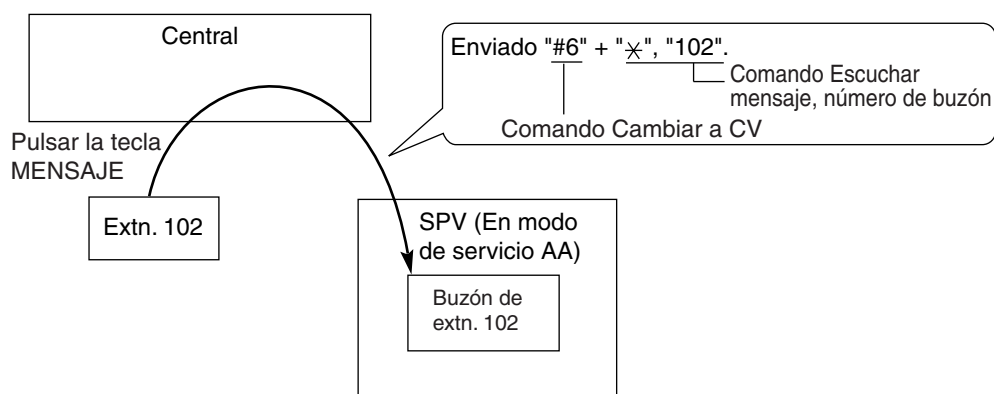 Central
Enviado "#6" + "*", "102".
Comando Escuchar
mensaje, número de buzón
Comando Cambiar a CV
Pulsar la tecla
MENSAJE
Extn. 102
SPV (En modo
de servicio AA)
Buzón de
extn. 102